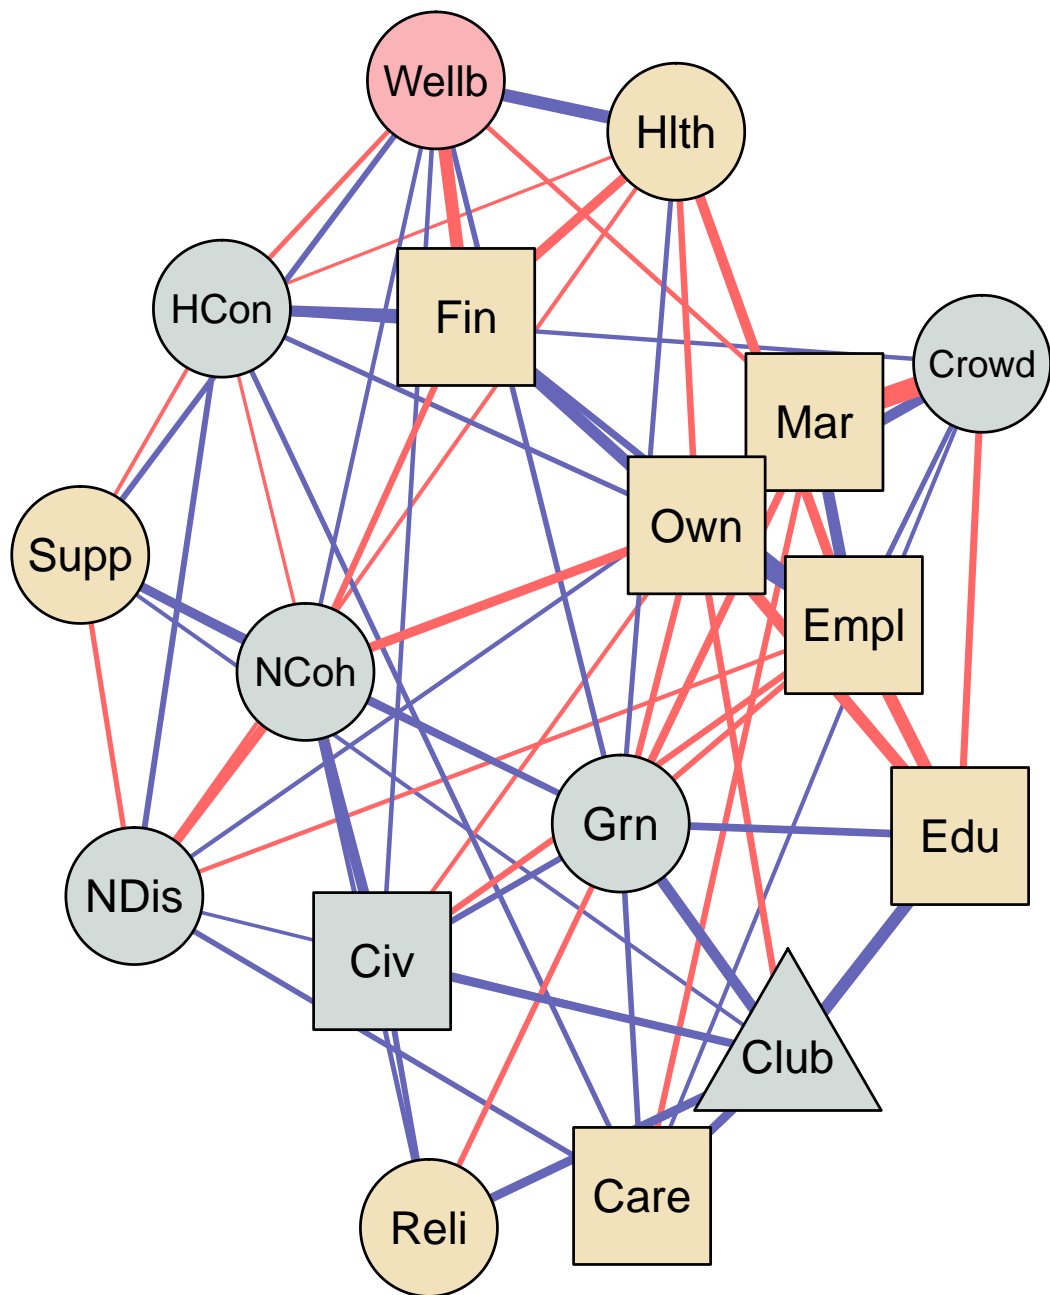 Wellb
Hlth
HCon
Fin
Crowd
Mar
Own
Supp
Empl
NCoh
Grn
Edu
NDis
Civ
Club
Care
Reli